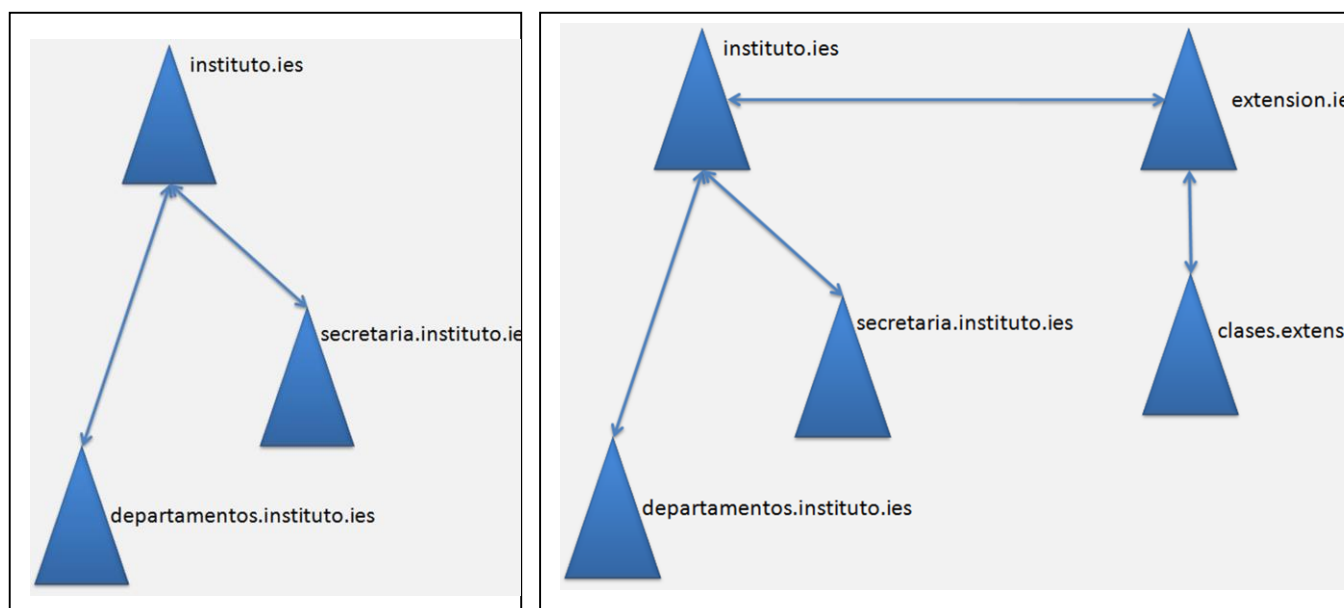 instituto.ies
secretaria.instituto.ie
departamentos.instituto.ies
instituto.ies
extension.ie
secretaria.instituto.ies
clases.extens
departamentos.instituto.ies